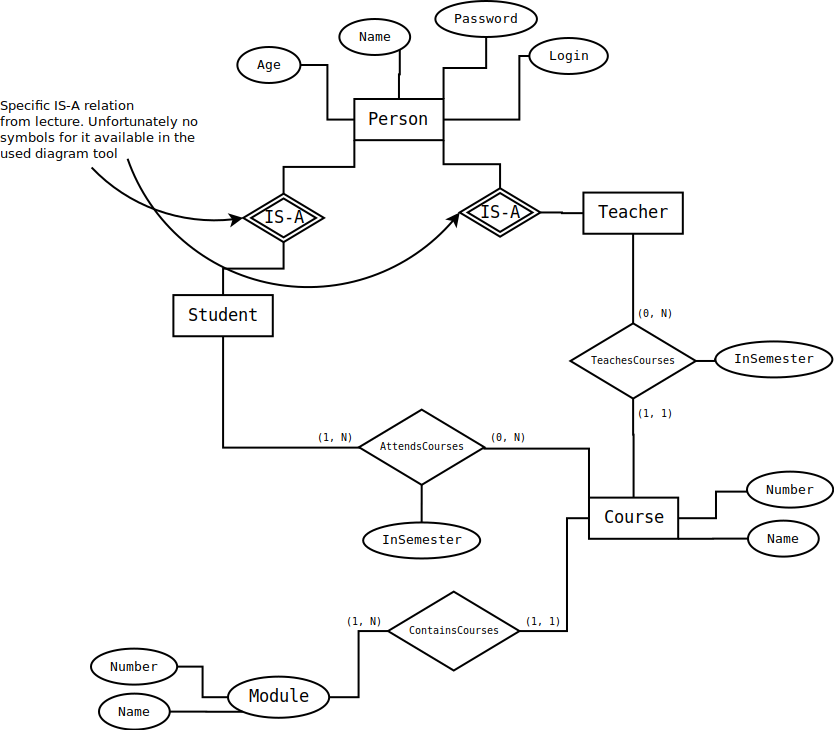 Password
Name
Login
Age
Specific IS-A relation
from lecture. Unfortunately no
symbols for it available in the
used diagram tool
Person
IS-A
IS-A
Teacher
Student
(0, N)
TeachesCourses
InSemester
(1, 1)
(1, N)
(0, N)
AttendsCourses
Number
Course
InSemester
Name
(1, N)
(1, 1)
ContainsCourses
Number
Module
Name